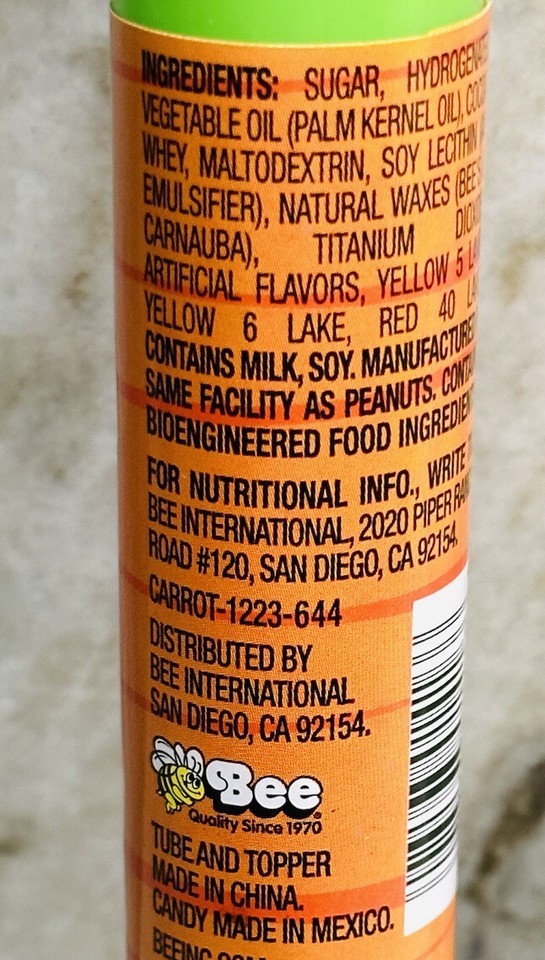 INGREDIENTS: SUGAR, HYDROGENATED
VEGETABLE OIL (PALM KERNEL OIL),
WHEY, MALTODEXTRIN, SOY LECITHIN
EMULSIFIER), NATURAL WAXES (BEE
CARNAUBA), TITANIUM
ARTIFICIAL FLAVORS, YELLOW 5
YELLOW 6 LAKE, RED 40
CONTAINS MILK, SOY. MANUFACTURED
SAME FACILITY AS PEANUTS.
BIOENGINEERED FOOD
FOR NUTRITIONAL INFO., WRITE
BEE INTERNATIONAL, 2020 PIPER
ROAD #120, SAN DIEGO, CA 92154.
CARROT-1223-644
DISTRIBUTED BY
BEE INTERNATIONAL
SAN DIEGO, CA 92154.
Bee
Quality Since 1970
TUBE AND TOPPER
MADE IN CHINA.
CANDY MADE IN MEXICO.